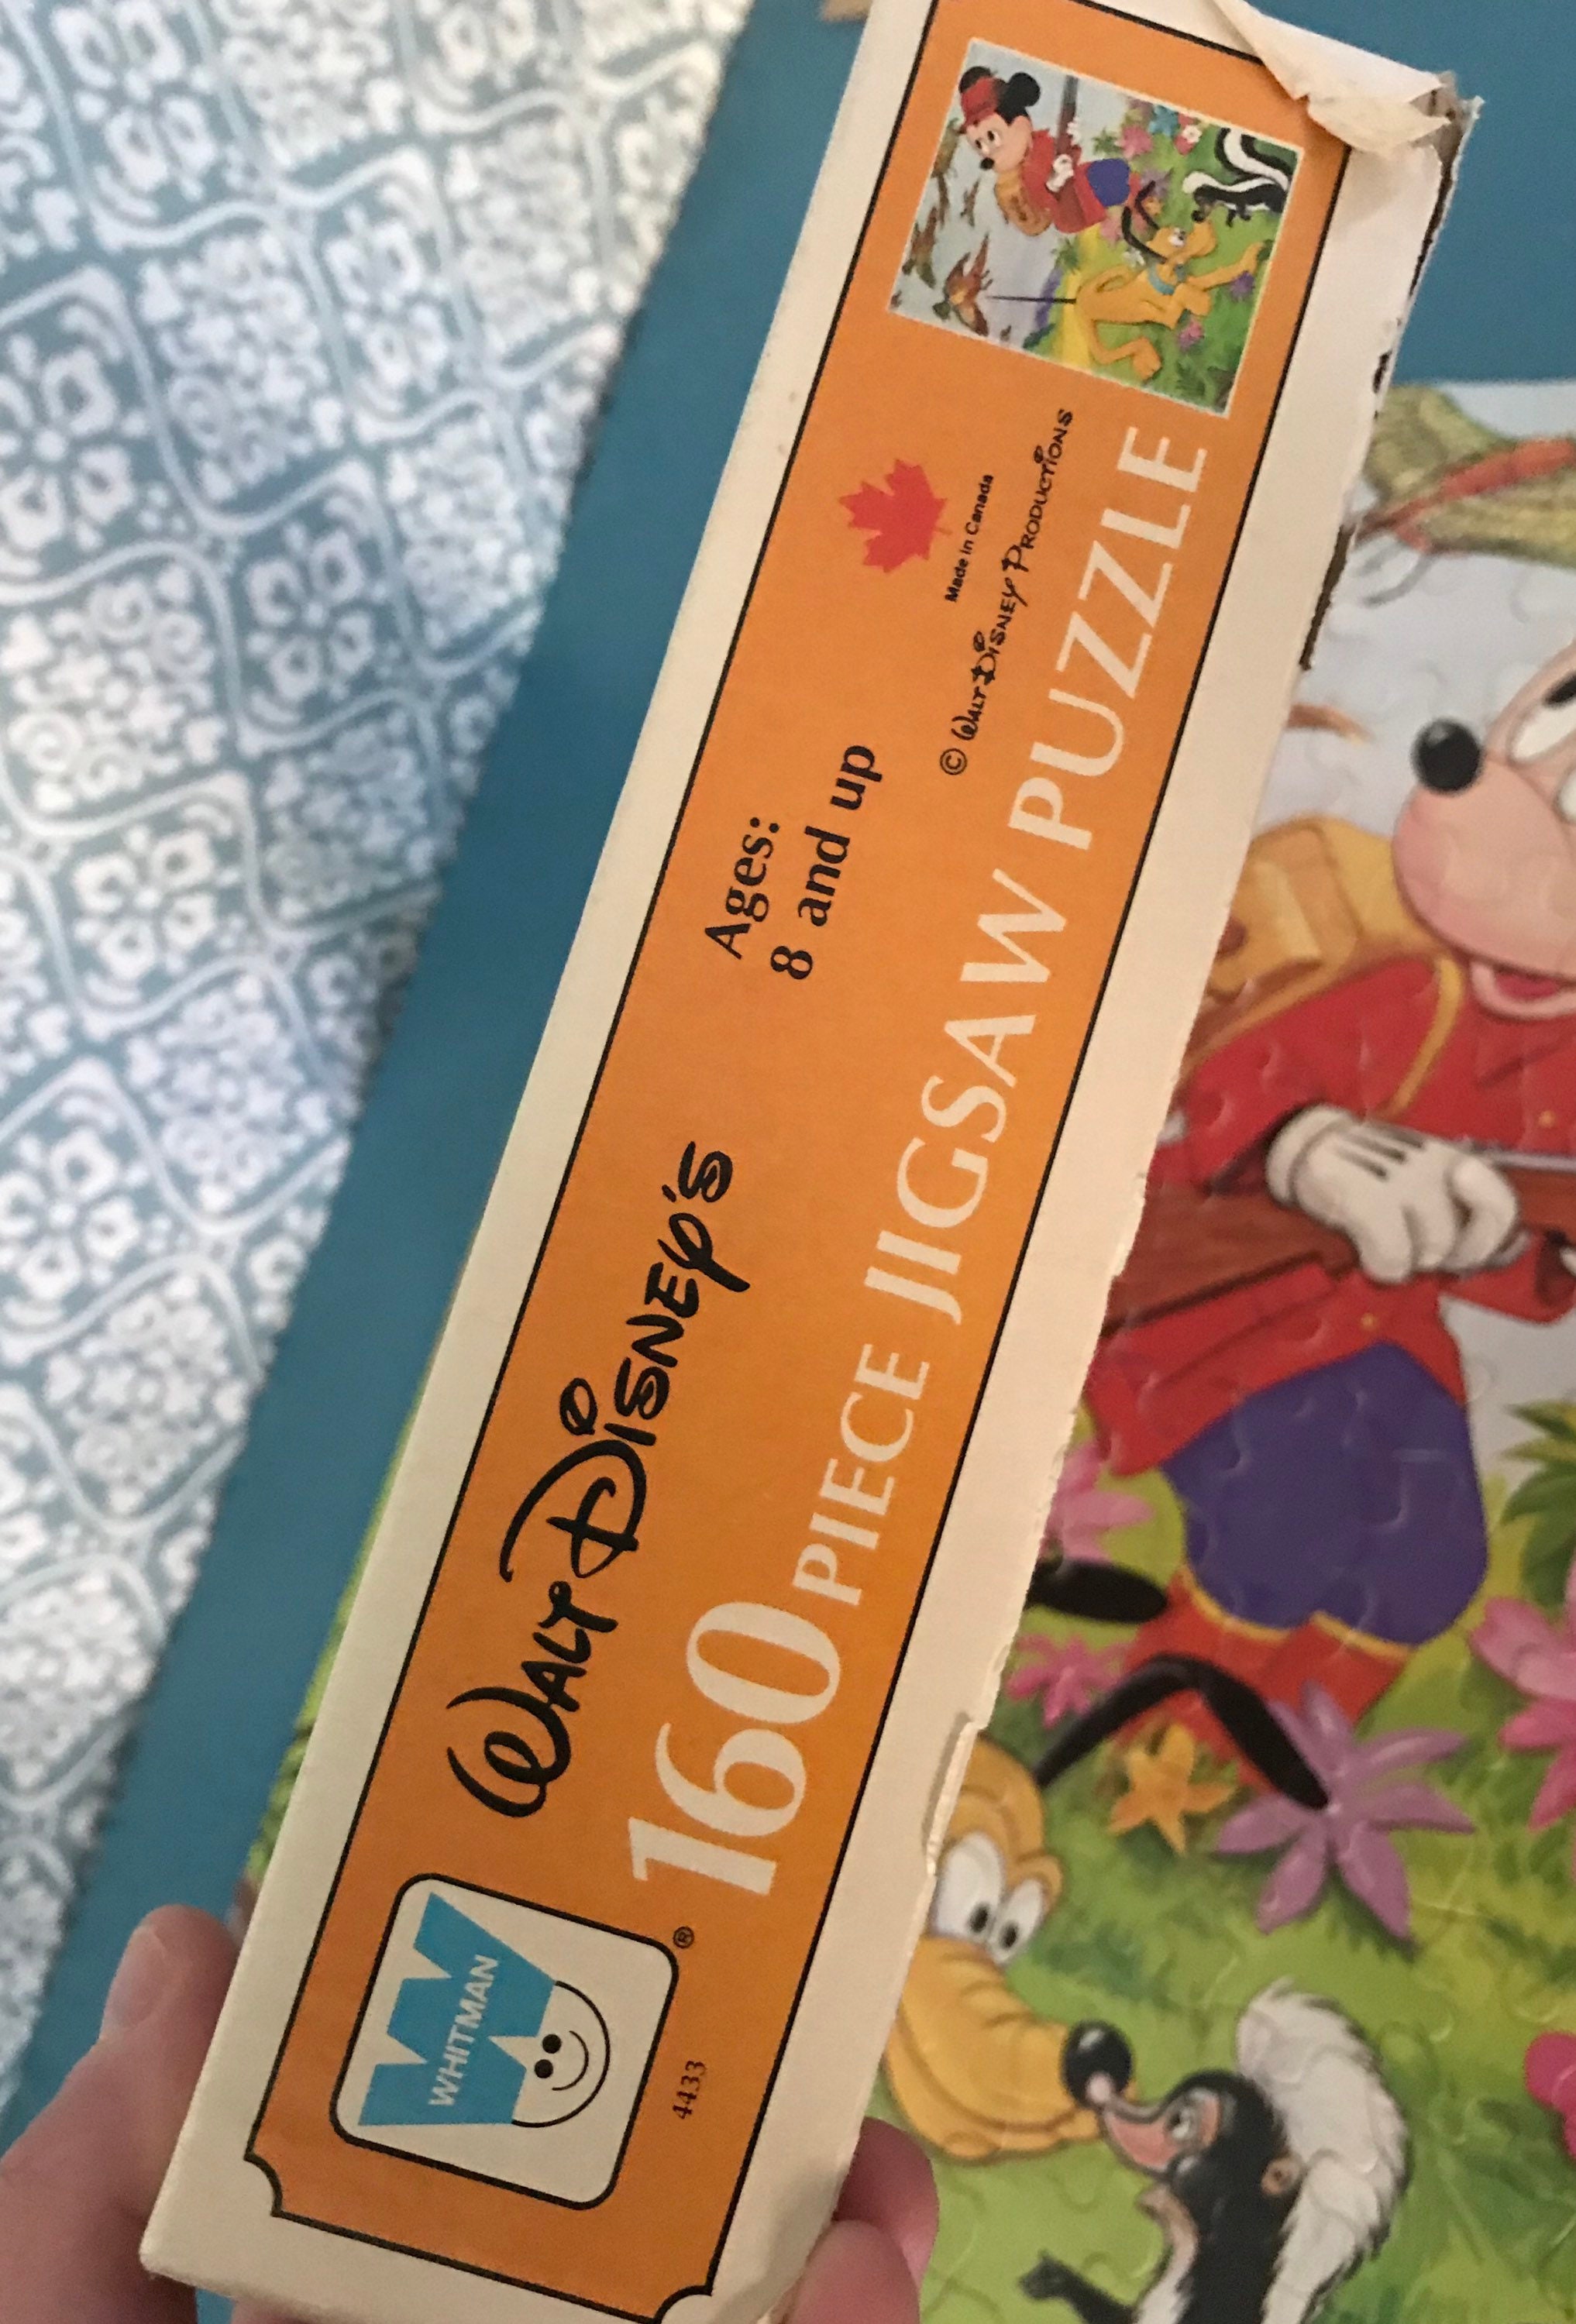 WHITMAN
®
4433
WALT DISNEY'S
160 PIECE JIGSAW PUZZLE
Ages:
8 and up
Made in Canada
© WALT DISNEY PRODUCTIONS